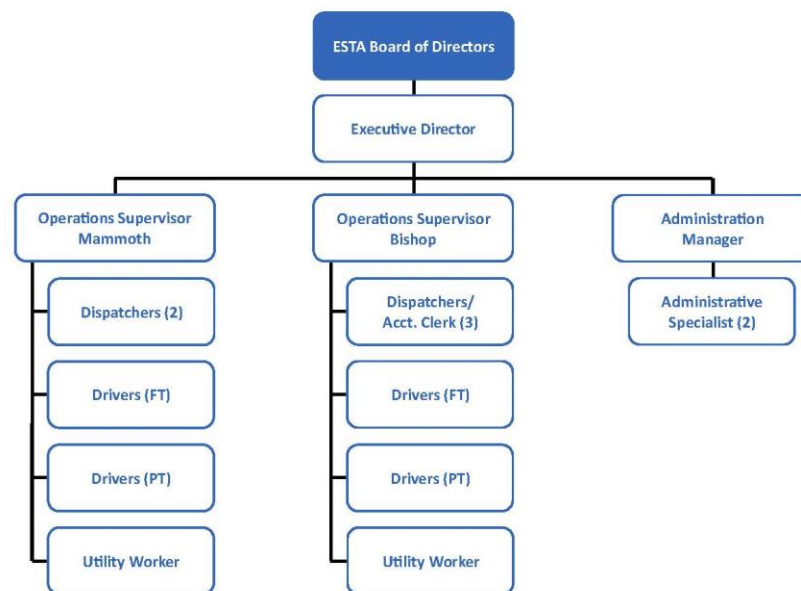 ESTA Board of Directors
Executive Director
Operations Supervisor
Mammoth
Operations Supervisor
Bishop
Administration
Manager
Dispatchers (2)
Dispatchers/
Acct. Clerk (3)
Administrative
Specialist (2)
Drivers (FT)
Drivers (FT)
Drivers (PT)
Drivers (PT)
Utility Worker
Utility Worker